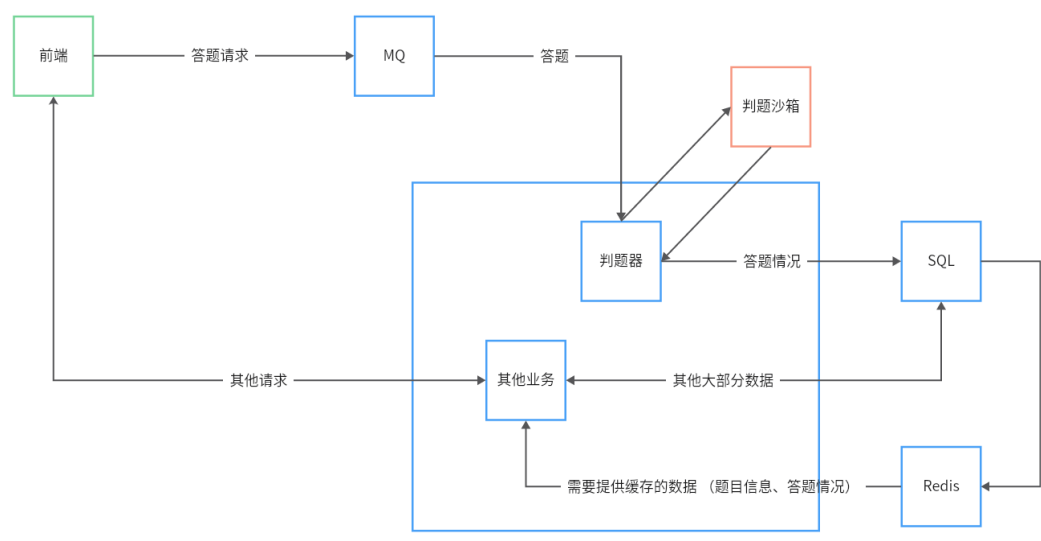 前端
答题请求
MQ
答题
判题沙箱
判题器
答题情况
SQL
其他请求
其他业务
其他大部分数据
需要提供缓存的数据 （题目信息、答题情况）
Redis